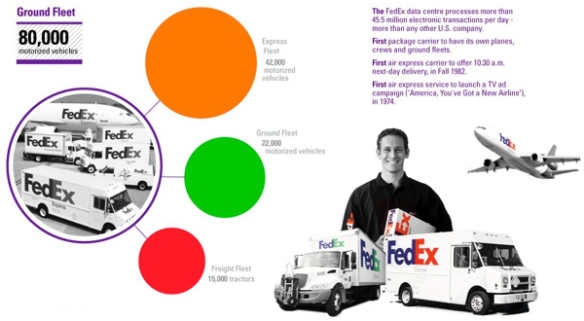 Ground Fleet
80,000
motorized vehicles
Express
Fleet
42,000
motorized
vehicles
Ground Fleet
22,000
motorized vehicles
Freight Fleet
15,000 tractors
The FedEx data centre processes more than
45.5 million electronic transactions per day -
more than any other U.S. company.
First package carrier to have its own planes,
crews and ground fleets.
First air express carrier to offer 10:30 a.m.
next-day delivery, in Fall 1982.
First air express service to launch a TV ad
campaign ('America, You've Got a New Airline'),
in 1974.
FedEx
FedEx
FedEx
FedEx
FedEx
FedEx
FedEx
FedEx
FedEx
FedEx